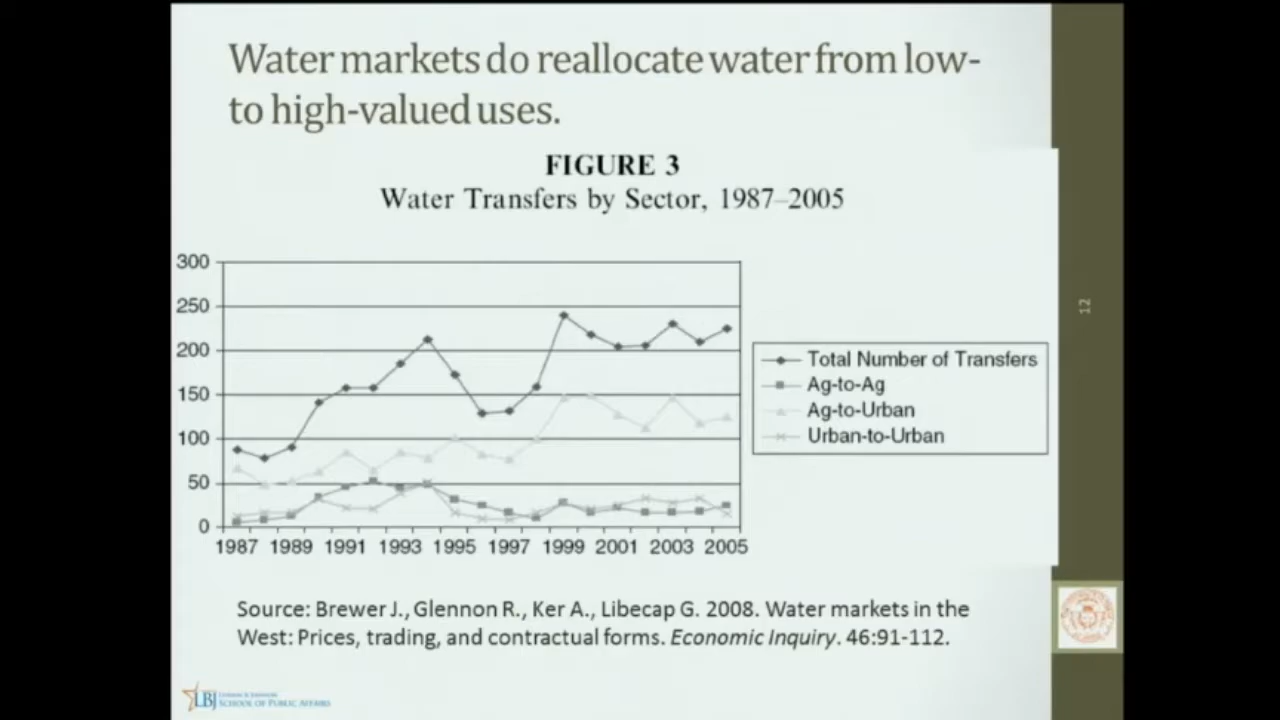 Water markets do reallocate water from low-
to high-valued uses.
FIGURE 3
Water Transfers by Sector, 1987–2005
300
250
200
150
100
50
0
1987 1989 1991 1993 1995 1997 1999 2001 2003 2005
Total Number of Transfers
Ag-to-Ag
Ag-to-Urban
Urban-to-Urban
12
Source: Brewer J., Glennon R., Ker A., Libecap G. 2008. Water markets in the
West: Prices, trading, and contractual forms. Economic Inquiry. 46:91-112.
LBJ
SCHOOL OF PUBLIC AFFAIRS